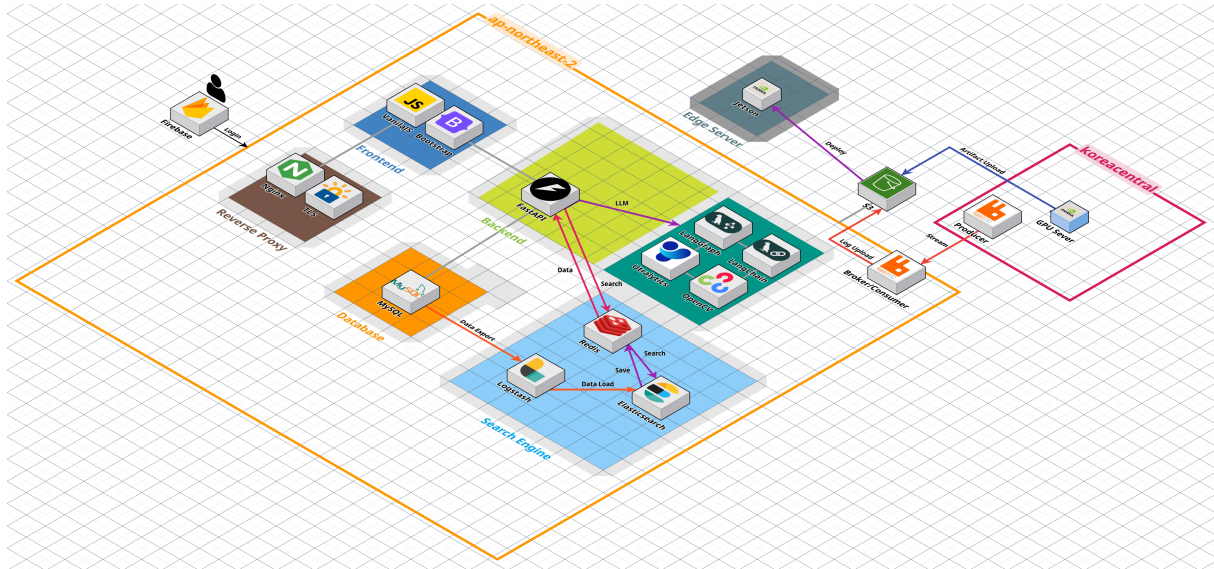 ap-northeast-2
Firebase
Login
JS
VanillaJS
B
Bootstrap
Frontend
N
Nginx
TLS
Reverse Proxy
FastAPI
Backend
LLM
LangGraph
LangChain
Ultralytics
OpenCV
MySQL
MySQL
Database
Data Export
Data
Search
Redis
Search
Save
Logstash
Data Load
Elasticsearch
Search Engine
Jetson
Edge Server
Deploy
S3
Artifact Upload
koreacentral
Producer
GPU Sever
Stream
Log Upload
Broker/Consumer